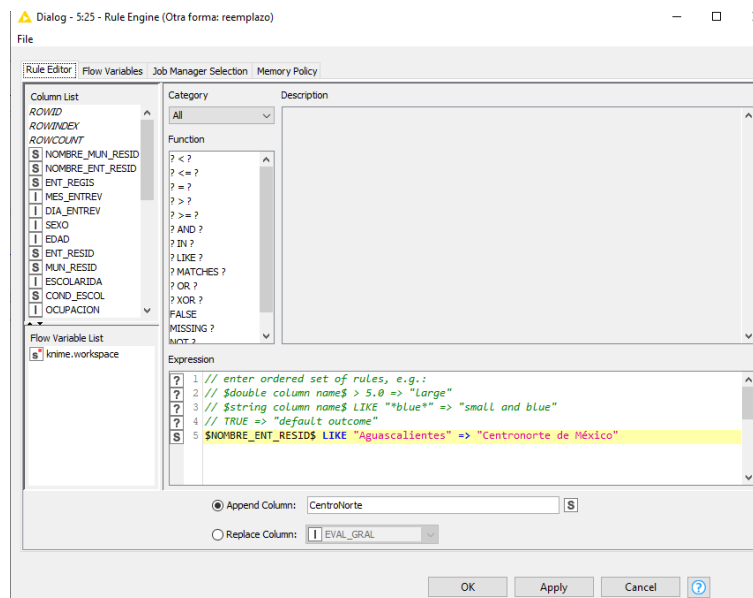 Dialog - 5:25 - Rule Engine (Otra forma: reemplazo)
File
Rule Editor Flow Variables Job Manager Selection Memory Policy
Column List
ROWID
ROWINDEX
ROWCOUNT
S NOMBRE_MUN_RESID
S NOMBRE_ENT_RESID
S ENT_REGIS
I MES_ENTREV
I DIA_ENTREV
I SEXO
I EDAD
S ENT_RESID
S MUN_RESID
I ESCOLARIDA
S COND_ESCOL
I OCUPACION
Flow Variable List
s knime.workspace
Category
All
Function
? < ?
? <= ?
? = ?
? > ?
? >= ?
? AND ?
? IN ?
? LIKE ?
? MATCHES ?
? OR ?
? XOR ?
FALSE
MISSING ?
NOT ?
Description
Expression
? 1 // enter ordered set of rules, e.g.:
? 2 // $double column name$ > 5.0 => "large"
? 3 // $string column name$ LIKE "*blue*" => "small and blue"
? 4 // TRUE => "default outcome"
S 5 $NOMBRE_ENT_RESID$ LIKE "Aguascalientes" => "Centronorte de México"
Append Column: CentroNorte S
Replace Column: I EVAL_GRAL
OK Apply Cancel ?